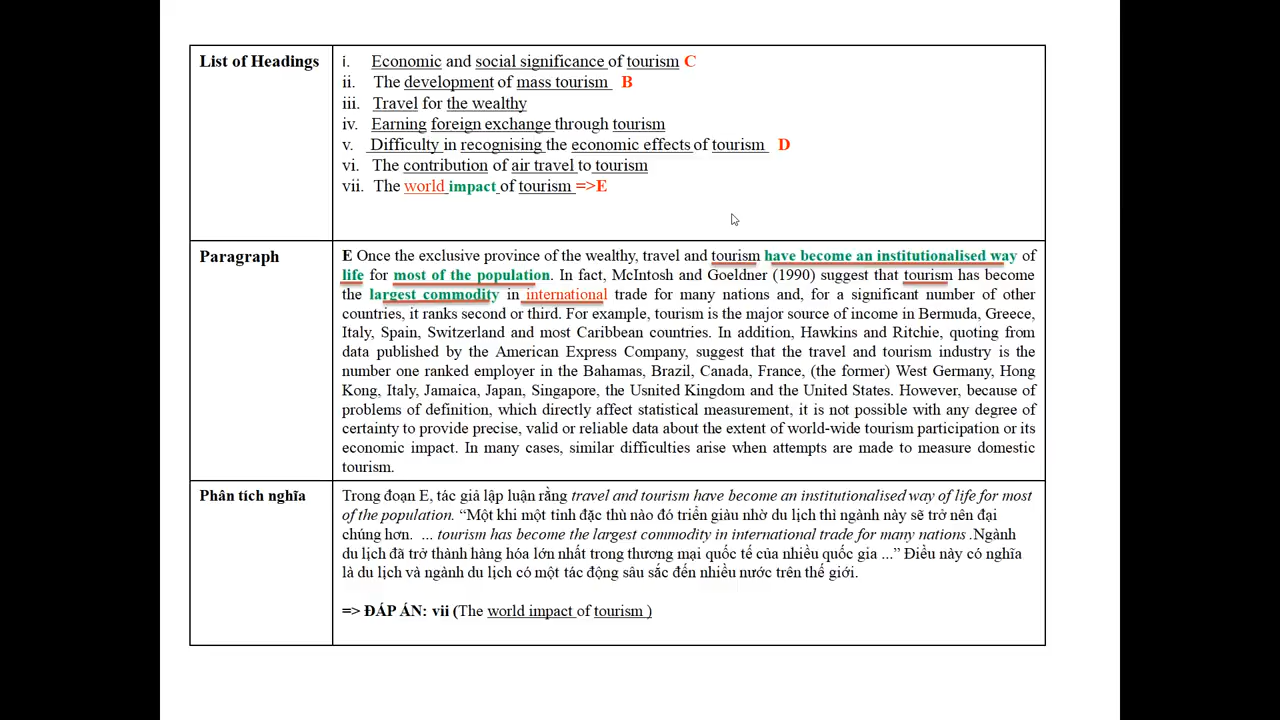 List of Headings
i. Economic and social significance of tourism C
ii. The development of mass tourism B
iii. Travel for the wealthy
iv. Earning foreign exchange through tourism
v. Difficulty in recognising the economic effects of tourism D
vi. The contribution of air travel to tourism
vii. The world impact of tourism =>E
Paragraph
E Once the exclusive province of the wealthy, travel and tourism have become an institutionalised way of
life for most of the population. In fact, McIntosh and Goeldner (1990) suggest that tourism has become
the largest commodity in international trade for many nations and, for a significant number of other
countries, it ranks second or third. For example, tourism is the major source of income in Bermuda, Greece,
Italy, Spain, Switzerland and most Caribbean countries. In addition, Hawkins and Ritchie, quoting from
data published by the American Express Company, suggest that the travel and tourism industry is the
number one ranked employer in the Bahamas, Brazil, Canada, France, (the former) West Germany, Hong
Kong, Italy, Jamaica, Japan, Singapore, the Usnited Kingdom and the United States. However, because of
problems of definition, which directly affect statistical measurement, it is not possible with any degree of
certainty to provide precise, valid or reliable data about the extent of world-wide tourism participation or its
economic impact. In many cases, similar difficulties arise when attempts are made to measure domestic
tourism.
Phân tích nghĩa
Trong đoạn E, tác giả lập luận rằng travel and tourism have become an institutionalised way of life for most
of the population. “Một khi một tỉnh đặc thù nào đó triển giàu nhờ du lịch thì ngành này sẽ trở nên đại
chúng hơn. ... tourism has become the largest commodity in international trade for many nations .Ngành
du lịch đã trở thành hàng hóa lớn nhất trong thương mại quốc tế của nhiều quốc gia ...” Điều này có nghĩa
là du lịch và ngành du lịch có một tác động sâu sắc đến nhiều nước trên thế giới.
=> ĐÁP ÁN: vii (The world impact of tourism )